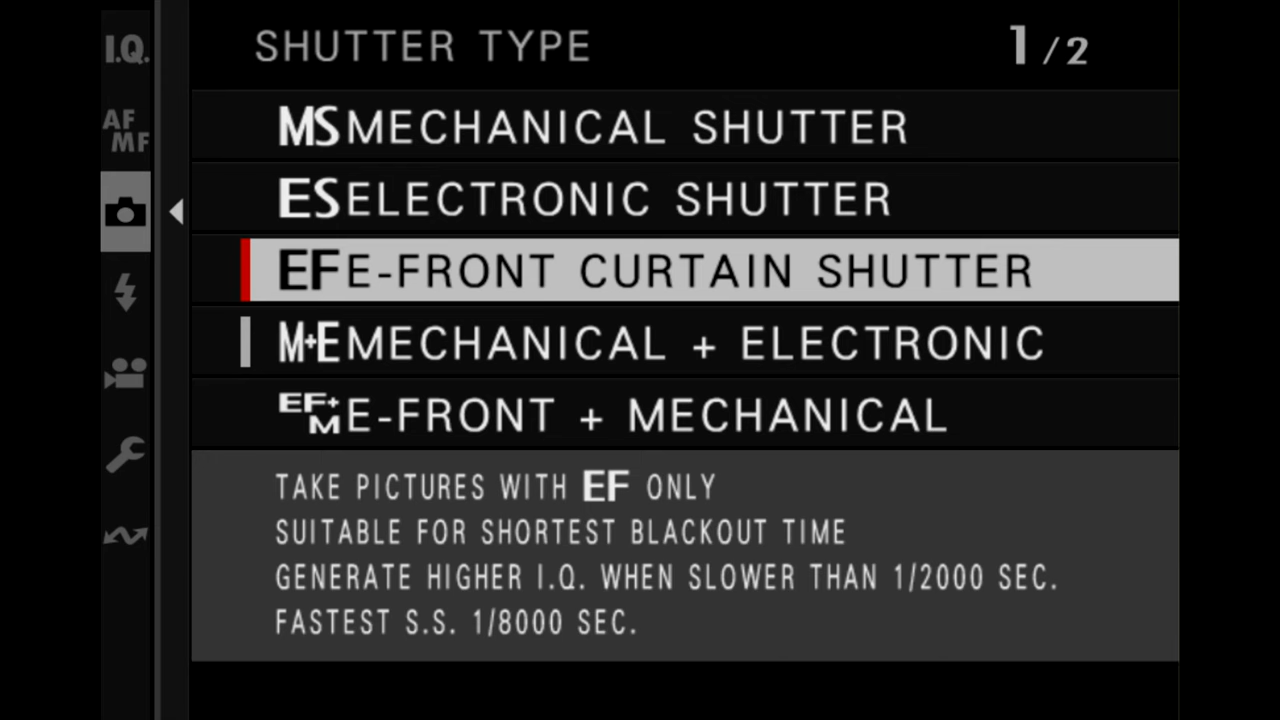 I.Q.
AF
MF
SHUTTER TYPE 1/2
MS MECHANICAL SHUTTER
ES ELECTRONIC SHUTTER
EF E-FRONT CURTAIN SHUTTER
M+E MECHANICAL + ELECTRONIC
EF+
M E-FRONT + MECHANICAL
TAKE PICTURES WITH EF ONLY
SUITABLE FOR SHORTEST BLACKOUT TIME
GENERATE HIGHER I.Q. WHEN SLOWER THAN 1/2000 SEC.
FASTEST S.S. 1/8000 SEC.